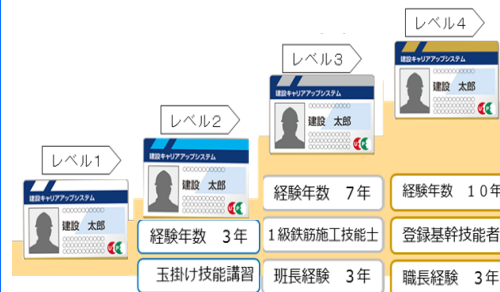 レベル1
建設キャリアアップシステム
建設 太郎
レベル2
建設キャリアアップシステム
建設 太郎
経験年数 3年
玉掛け技能講習
レベル3
建設キャリアアップシステム
建設 太郎
経験年数 7年
1級鉄筋施工技能士
班長経験 3年
レベル4
建設キャリアアップシステム
建設 太郎
経験年数 10年
登録基幹技能者
職長経験 3年